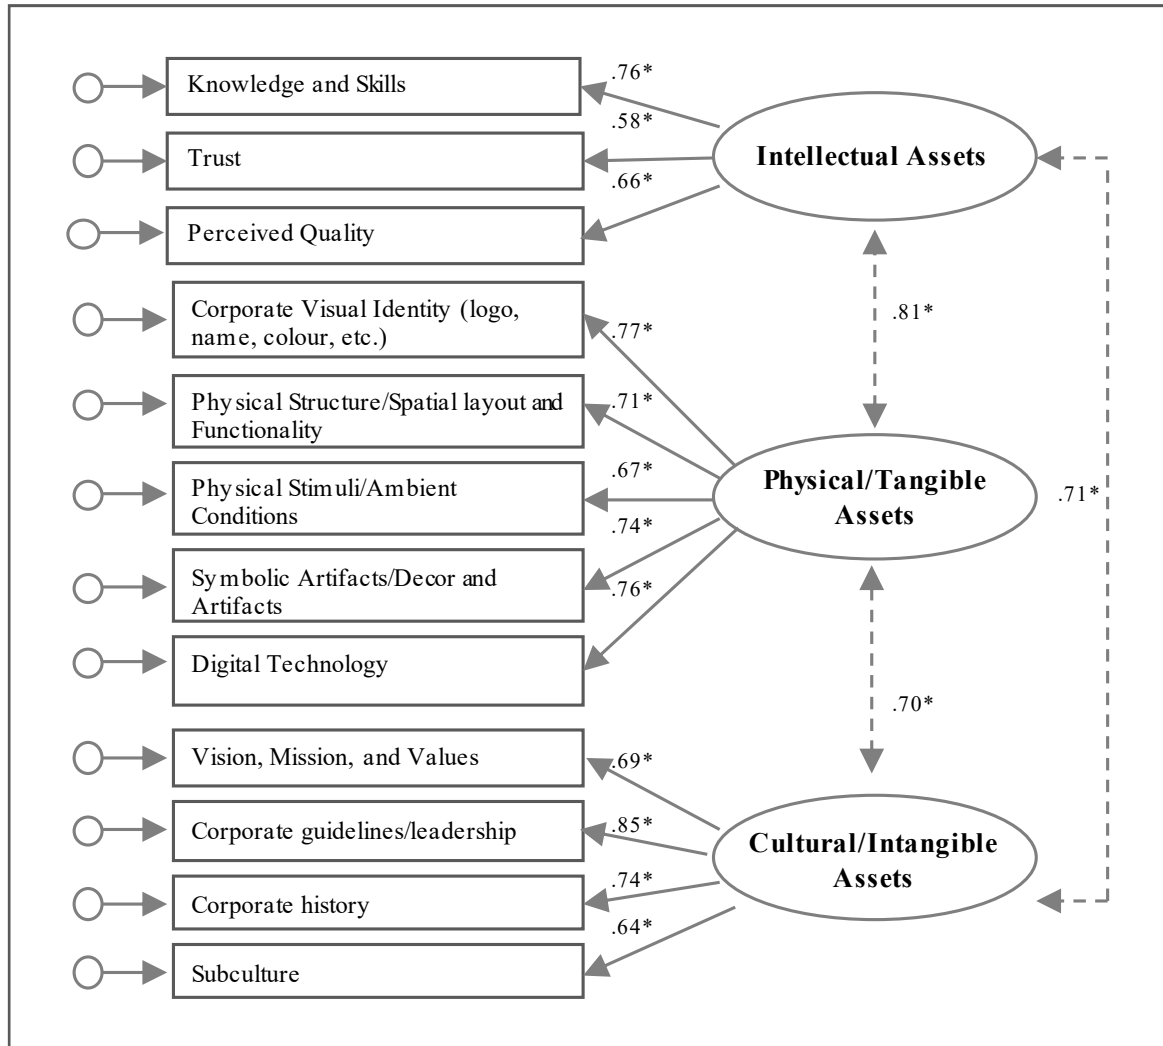 Knowledge and Skills
.76*
.58*
Intellectual Assets
Trust
.66*
Perceived Quality
Corporate Visual Identity (logo,
name, colour, etc.)
.77*
.81*
Physical Structure/Spatial layout and
Functionality
.71*
Physical Stimuli/Ambient
Conditions
.67*
Physical/Tangible
Assets
.71*
.74*
Symbolic Artifacts/Decor and
Artifacts
.76*
Digital Technology
.70*
Vision, Mission, and Values
.69*
Corporate guidelines/leadership
.85*
Cultural/Intangible
Assets
.74*
Corporate history
.64*
Subculture